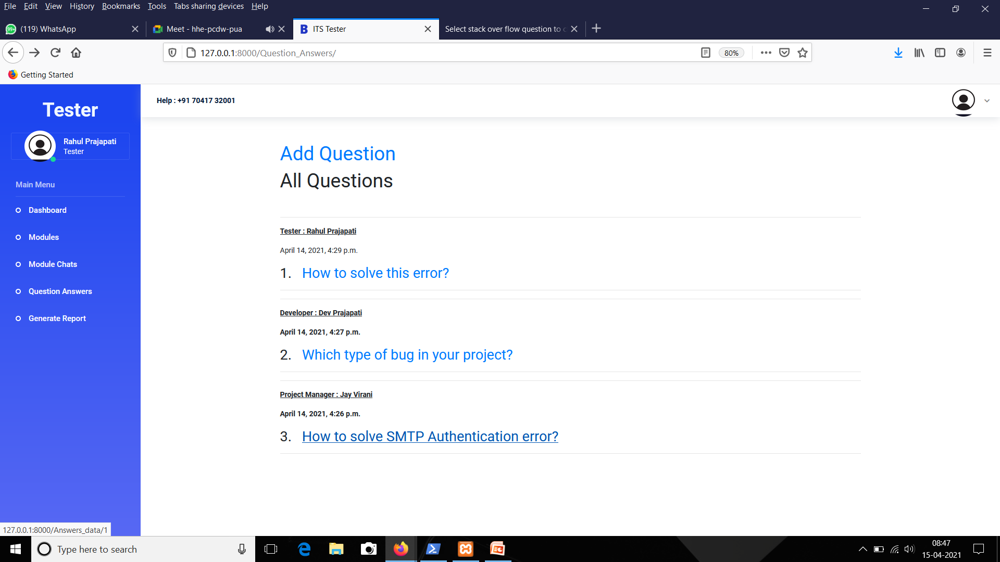 File Edit View History Bookmarks Tools Tabs sharing devices Help
99+ (119) WhatsApp
Meet - hhe-pcdw-pua
B ITS Tester
Select stack over flow question to
127.0.0.1:8000/Question_Answers/
80%
Getting Started
Tester
Rahul Prajapati
Tester
Main Menu
Dashboard
Modules
Module Chats
Question Answers
Generate Report
Help : +91 70417 32001
Add Question
All Questions
Tester : Rahul Prajapati
April 14, 2021, 4:29 p.m.
1. How to solve this error?
Developer : Dev Prajapati
April 14, 2021, 4:27 p.m.
2. Which type of bug in your project?
Project Manager : Jay Virani
April 14, 2021, 4:26 p.m.
3. How to solve SMTP Authentication error?
127.0.0.1:8000/Answers_data/1
Type here to search
08:47
15-04-2021